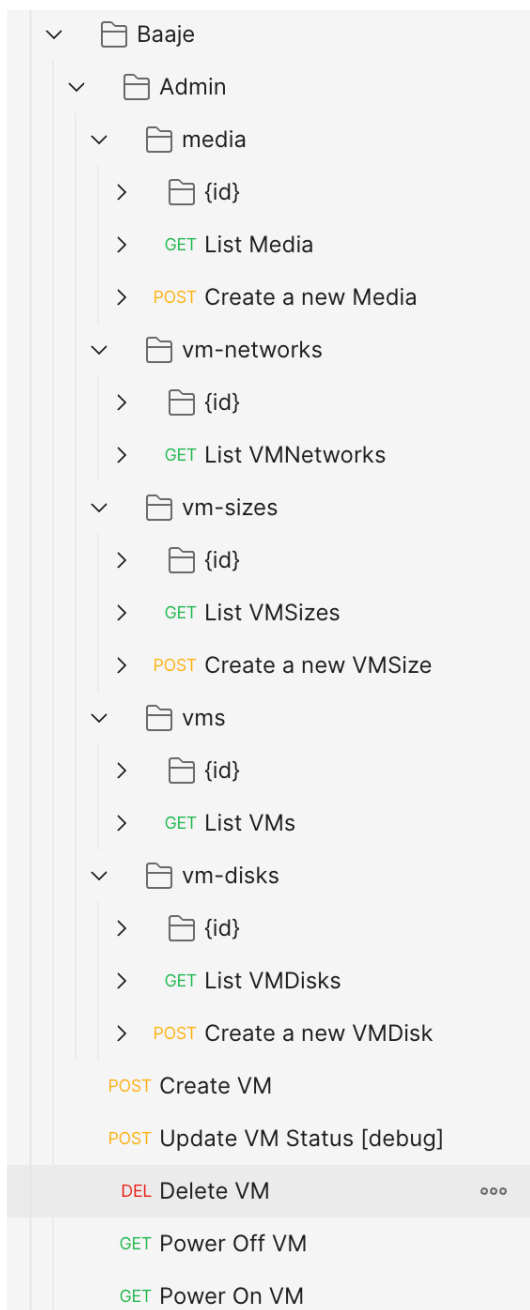 Baaje
Admin
media
{id}
GET List Media
POST Create a new Media
vm-networks
{id}
GET List VMNetworks
vm-sizes
{id}
GET List VMSizes
POST Create a new VMSize
vms
{id}
GET List VMs
vm-disks
{id}
GET List VMDisks
POST Create a new VMDisk
POST Create VM
POST Update VM Status [debug]
DEL Delete VM
GET Power Off VM
GET Power On VM